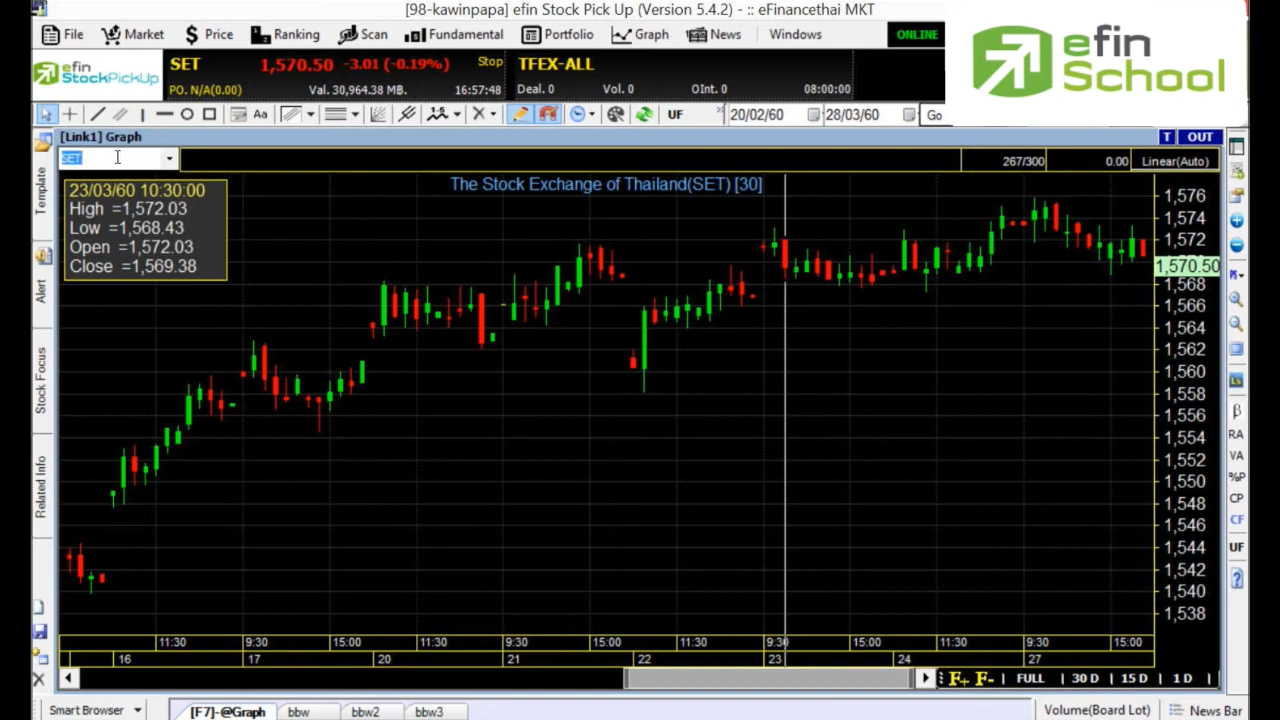 [98-kawinpapa] efin Stock Pick Up (Version 5.4.2) - :: eFinancethai MKT
File Market Price Ranking Scan Fundamental Portfolio Graph News Windows ONLINE
efin School
efin StockPickUp
SET 1,570.50 -3.01 (-0.19%) Stop TFEX-ALL
PO. N/A(0.00) Val. 30,964.38 MB. 16:57:48 Deal. 0 Vol. 0 OInt. 0 08:00:00
Aa UF 20/02/60 28/03/60 Go
[Link1] Graph T OUT
SET 267/300 0.00 Linear(Auto)
The Stock Exchange of Thailand(SET) [30]
23/03/60 10:30:00
High =1,572.03
Low =1,568.43
Open =1,572.03
Close =1,569.38
Template
Alert
Stock Focus
Related Info
1,576
1,574
1,572
1,570.50
1,568
1,566
1,564
1,562
1,560
1,558
1,556
1,554
1,552
1,550
1,548
1,546
1,544
1,542
1,540
1,538
Ls
β
RA
VA
%P
CP
CF
UF
?
11:30 9:30 15:00 11:30 9:30 15:00 11:30 9:30 15:00 11:30 9:30 15:00
16 17 20 21 22 23 24 27
F+ F- FULL 30 D 15 D 1 D
Smart Browser [F7]-@Graph bbw bbw2 bbw3 Volume(Board Lot) News Bar